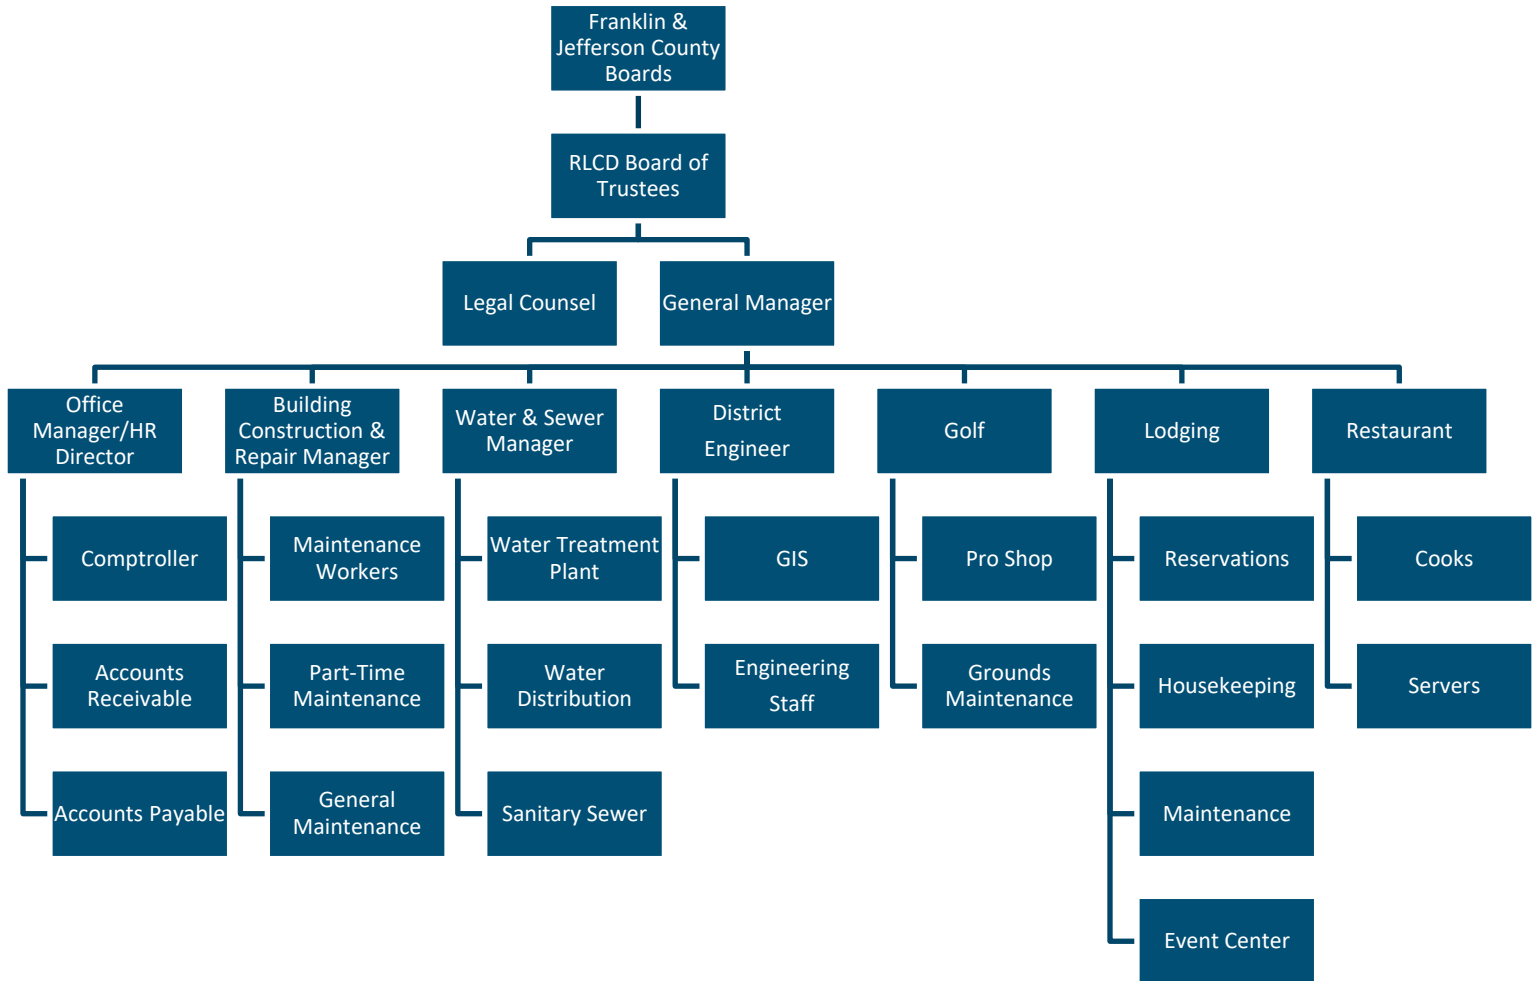 Franklin &
Jefferson County
Boards
RLCD Board of
Trustees
Legal Counsel
General Manager
Office
Manager/HR
Director
Building
Construction &
Repair Manager
Water & Sewer
Manager
District
Engineer
Golf
Lodging
Restaurant
Comptroller
Accounts
Receivable
Accounts Payable
Maintenance
Workers
Part-Time
Maintenance
General
Maintenance
Water Treatment
Plant
Water
Distribution
Sanitary Sewer
GIS
Engineering
Staff
Pro Shop
Grounds
Maintenance
Reservations
Housekeeping
Maintenance
Event Center
Cooks
Servers